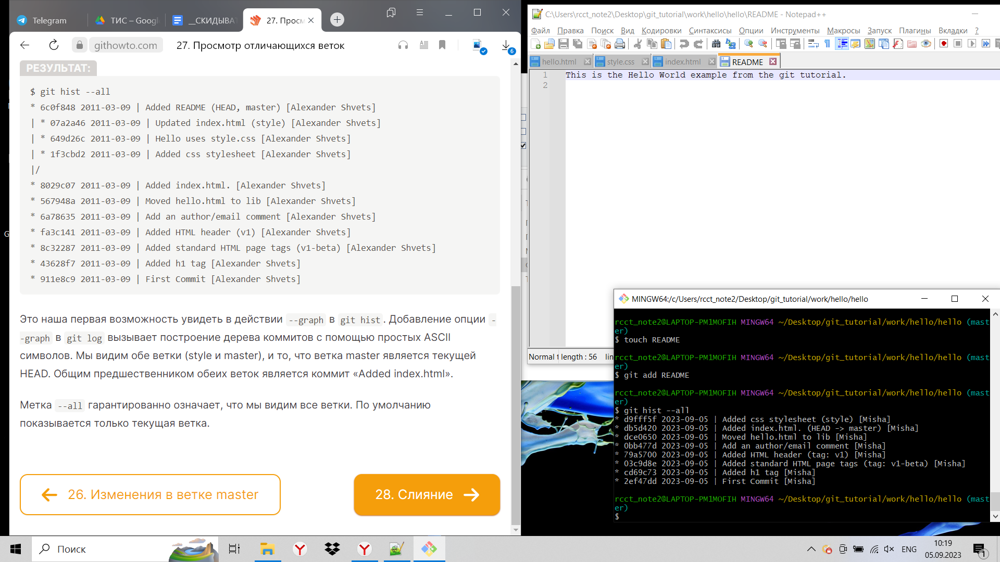 Telegram
ТИС – Googl
__СКИДЫВАТ
27. Просм
githowto.com
27. Просмотр отличающихся веток
6
РЕЗУЛЬТАТ:
$ git hist --all
* 6c0f848 2011-03-09 | Added README (HEAD, master) [Alexander Shvets]
| * 07a2a46 2011-03-09 | Updated index.html (style) [Alexander Shvets]
| * 649d26c 2011-03-09 | Hello uses style.css [Alexander Shvets]
| * 1f3cbd2 2011-03-09 | Added css stylesheet [Alexander Shvets]
|/
* 8029c07 2011-03-09 | Added index.html. [Alexander Shvets]
* 567948a 2011-03-09 | Moved hello.html to lib [Alexander Shvets]
* 6a78635 2011-03-09 | Add an author/email comment [Alexander Shvets]
* fa3c141 2011-03-09 | Added HTML header (v1) [Alexander Shvets]
* 8c32287 2011-03-09 | Added standard HTML page tags (v1-beta) [Alexander Shvets]
* 43628f7 2011-03-09 | Added h1 tag [Alexander Shvets]
* 911e8c9 2011-03-09 | First Commit [Alexander Shvets]
Это наша первая возможность увидеть в действии --graph в git hist. Добавление опции -
-graph в git log вызывает построение дерева коммитов с помощью простых ASCII
символов. Мы видим обе ветки (style и master), и то, что ветка master является текущей
HEAD. Общим предшественником обеих веток является коммит «Added index.html».
Метка --all гарантированно означает, что мы видим все ветки. По умолчанию
показывается только текущая ветка.
26. Изменения в ветке master
28. Слияние
C:\Users\rcct_note2\Desktop\git_tutorial\work\hello\hello\README - Notepad++
Файл Правка Поиск Вид Кодировки Синтаксисы Опции Инструменты Макросы Запуск Плагины Вкладки ?
hello.html style.css index.html README
1 This is the Hello World example from the git tutorial.
2
Normal t length : 56 lin
MINGW64:/c/Users/rcct_note2/Desktop/git_tutorial/work/hello/hello
rcct_note2@LAPTOP-PM1MOFIH MINGW64 ~/Desktop/git_tutorial/work/hello/hello (mast
er)
$ touch README
rcct_note2@LAPTOP-PM1MOFIH MINGW64 ~/Desktop/git_tutorial/work/hello/hello (mast
er)
$ git add README
rcct_note2@LAPTOP-PM1MOFIH MINGW64 ~/Desktop/git_tutorial/work/hello/hello (mast
er)
$ git hist --all
* d9fff5f 2023-09-05 | Added css stylesheet (style) [Misha]
* db5d420 2023-09-05 | Added index.html. (HEAD -> master) [Misha]
* dce0650 2023-09-05 | Moved hello.html to lib [Misha]
* 0bb477d 2023-09-05 | Add an author/email comment [Misha]
* 79a5700 2023-09-05 | Added HTML header (tag: v1) [Misha]
* 03c9d8e 2023-09-05 | Added standard HTML page tags (tag: v1-beta) [Misha]
* cd69c73 2023-09-05 | Added h1 tag [Misha]
* 2ef47dd 2023-09-05 | First Commit [Misha]
rcct_note2@LAPTOP-PM1MOFIH MINGW64 ~/Desktop/git_tutorial/work/hello/hello (mast
er)
$
Поиск
ENG
10:19
05.09.2023
1